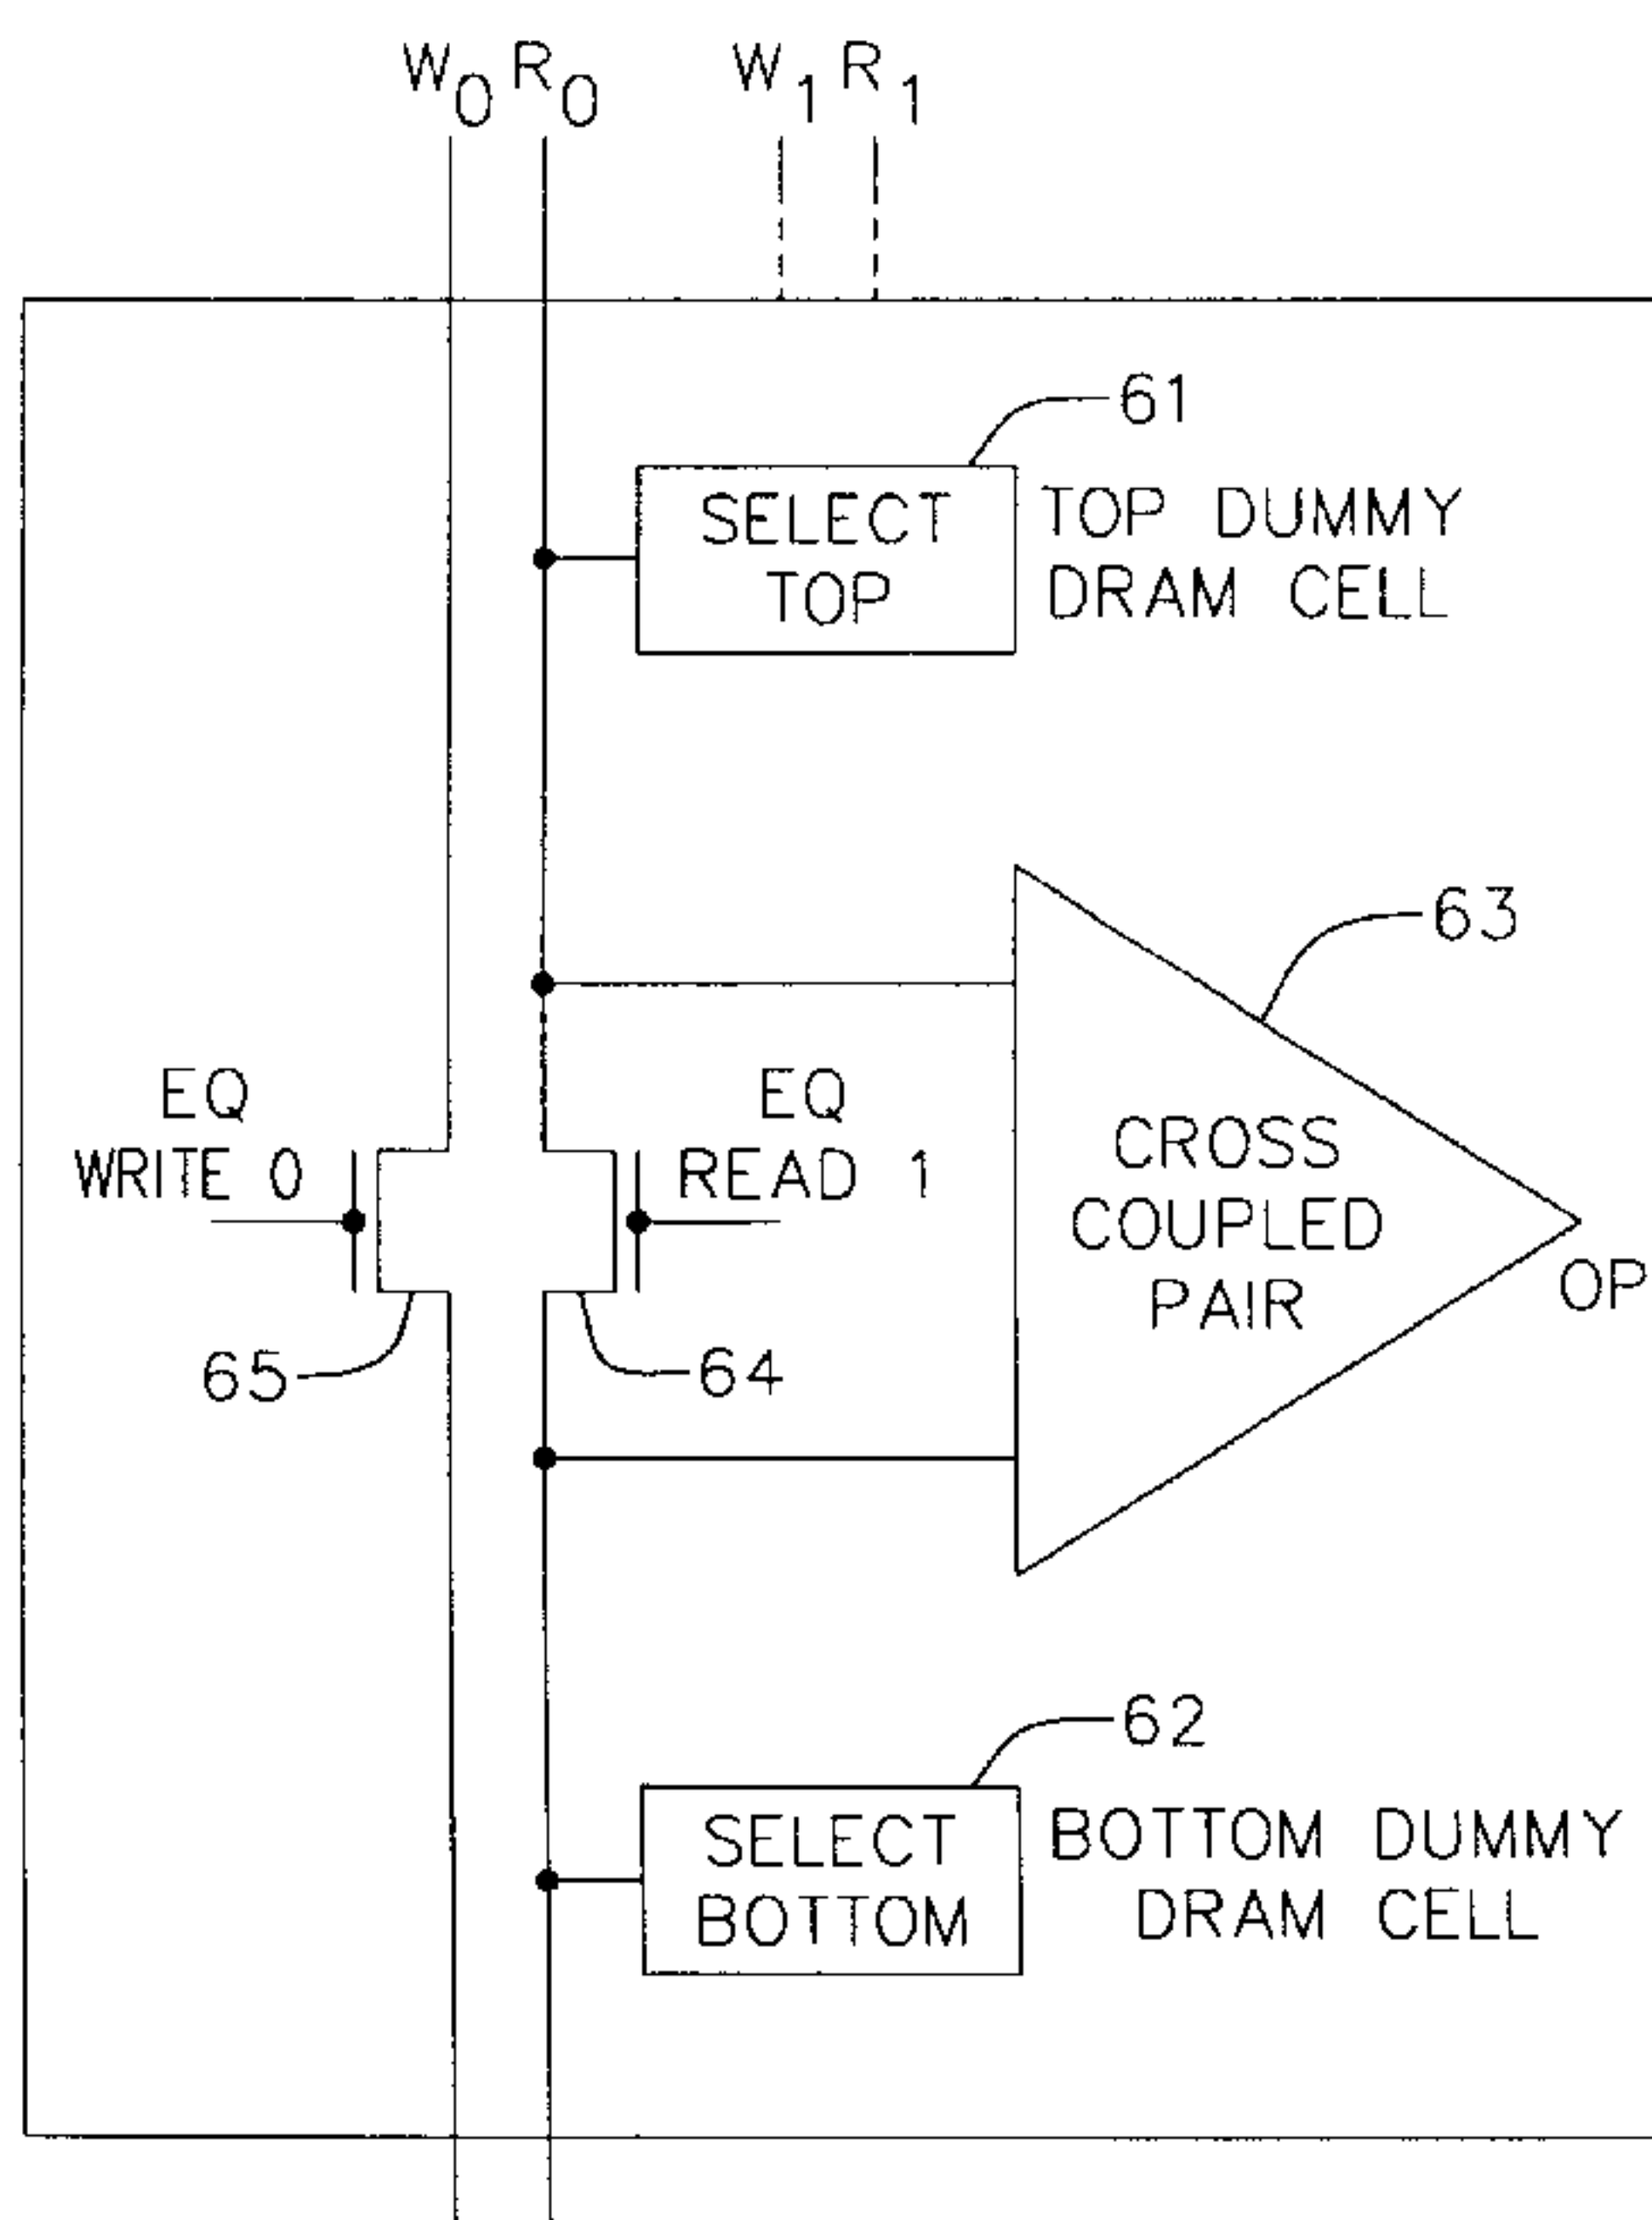 W0 R0 W1 R1
61
SELECT
TOP
TOP DUMMY
DRAM CELL
63
EQ
WRITE 0
EQ
READ 1
CROSS
COUPLED
PAIR
OP
65
64
62
SELECT
BOTTOM
BOTTOM DUMMY
DRAM CELL